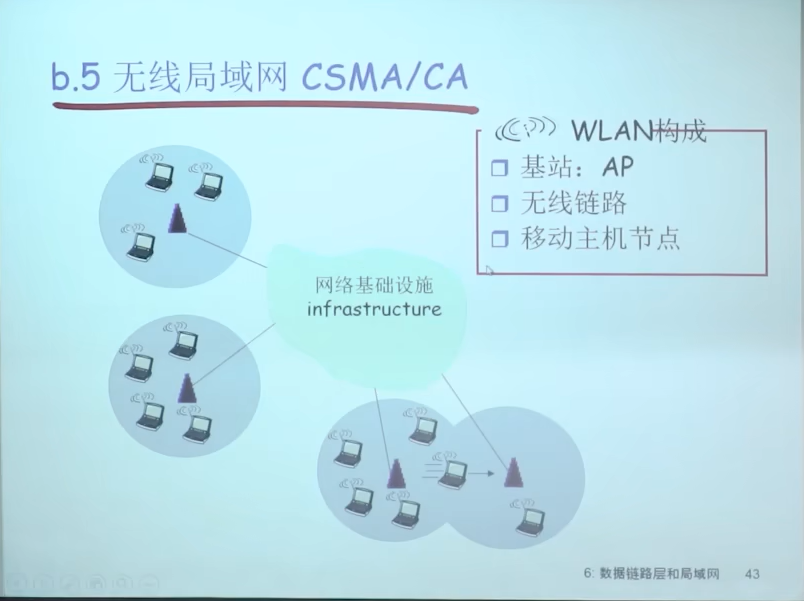 b.5 无线局域网 CSMA/CA
WLAN构成
基站：AP
无线链路
移动主机节点
网络基础设施
infrastructure
6: 数据链路层和局域网 43